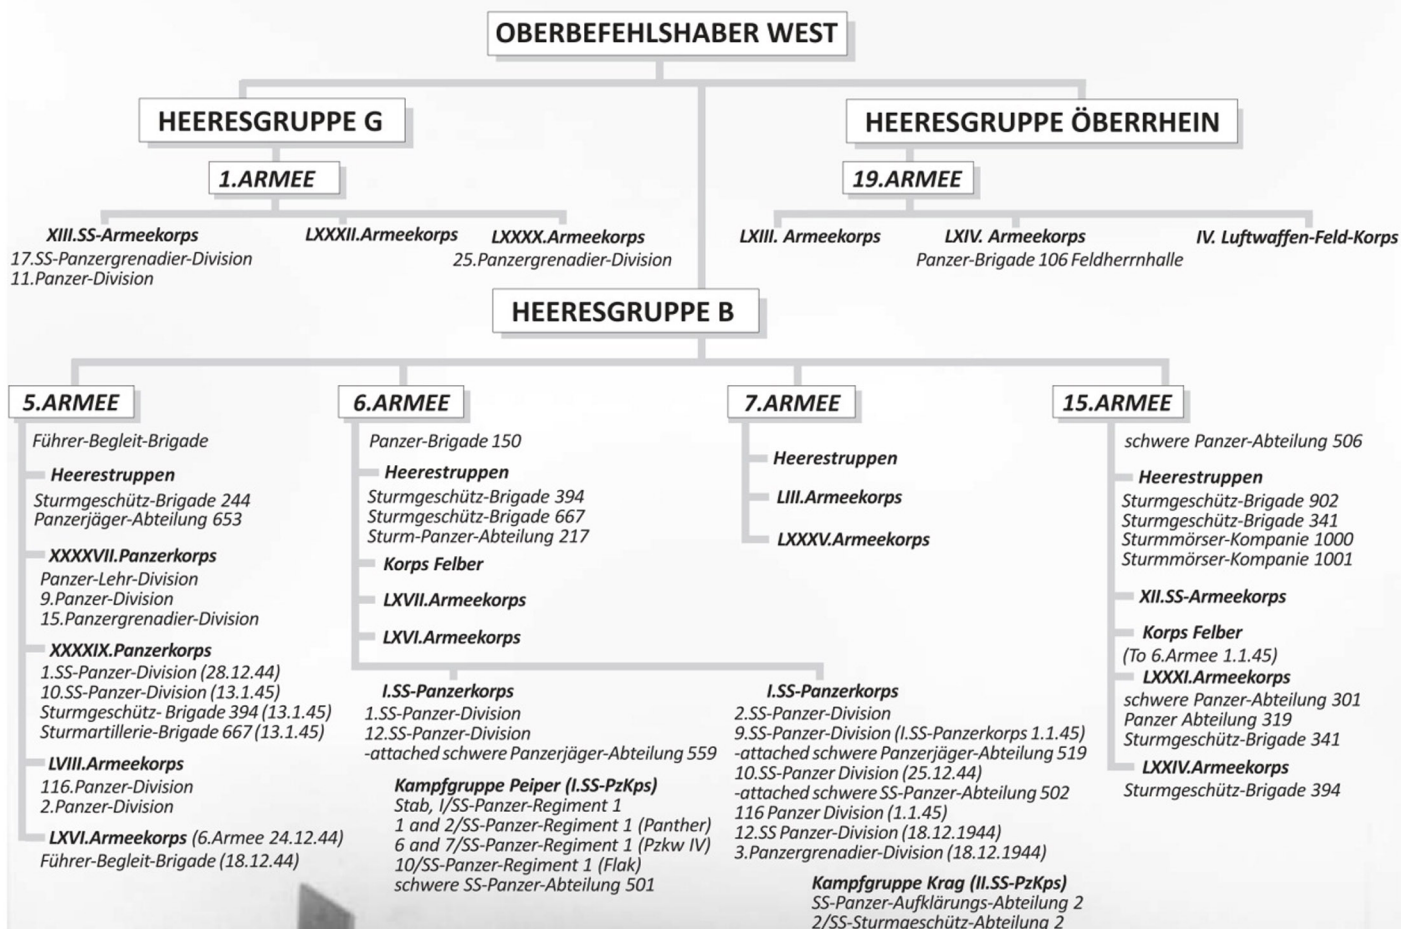 OBERBEFEHLSHABER WEST
HEERESGRUPPE G
HEERESGRUPPE ÖBERRHEIN
1.ARMEE
19.ARMEE
XIII.SS-Armeekorps
17.SS-Panzergrenadier-Division
11.Panzer-Division
LXXXII.Armeekorps
LXXXX.Armeekorps
25.Panzergrenadier-Division
LXIII. Armeekorps
LXIV. Armeekorps
Panzer-Brigade 106 Feldherrnhalle
IV. Luftwaffen-Feld-Korps
HEERESGRUPPE B
5.ARMEE
Führer-Begleit-Brigade
Heerestruppen
Sturmgeschütz-Brigade 244
Panzerjäger-Abteilung 653
XXXXVII.Panzerkorps
Panzer-Lehr-Division
9.Panzer-Division
15.Panzergrenadier-Division
XXXXIX.Panzerkorps
1.SS-Panzer-Division (28.12.44)
10.SS-Panzer-Division (13.1.45)
Sturmgeschütz- Brigade 394 (13.1.45)
Sturmartillerie-Brigade 667 (13.1.45)
LVIII.Armeekorps
116.Panzer-Division
2.Panzer-Division
LXVI.Armeekorps (6.Armee 24.12.44)
Führer-Begleit-Brigade (18.12.44)
6.ARMEE
Panzer-Brigade 150
Heerestruppen
Sturmgeschütz-Brigade 394
Sturmgeschütz-Brigade 667
Sturm-Panzer-Abteilung 217
Korps Felber
LXVII.Armeekorps
LXVI.Armeekorps
I.SS-Panzerkorps
1.SS-Panzer-Division
12.SS-Panzer-Division
-attached schwere Panzerjäger-Abteilung 559
Kampfgruppe Peiper (I.SS-PzKps)
Stab, I/SS-Panzer-Regiment 1
1 and 2/SS-Panzer-Regiment 1 (Panther)
6 and 7/SS-Panzer-Regiment 1 (Pzkw IV)
10/SS-Panzer-Regiment 1 (Flak)
schwere SS-Panzer-Abteilung 501
I.SS-Panzerkorps
2.SS-Panzer-Division
9.SS-Panzer-Division (I.SS-Panzerkorps 1.1.45)
-attached schwere Panzerjäger-Abteilung 519
10.SS-Panzer Division (25.12.44)
-attached schwere SS-Panzer-Abteilung 502
116 Panzer Division (1.1.45)
12.SS Panzer-Division (18.12.1944)
3.Panzergrenadier-Division (18.12.1944)
Kampfgruppe Krag (II.SS-PzKps)
SS-Panzer-Aufklärungs-Abteilung 2
2/SS-Sturmgeschütz-Abteilung 2
7.ARMEE
Heerestruppen
LIII.Armeekorps
LXXXV.Armeekorps
15.ARMEE
schwere Panzer-Abteilung 506
Heerestruppen
Sturmgeschütz-Brigade 902
Sturmgeschütz-Brigade 341
Sturmmörser-Kompanie 1000
Sturmmörser-Kompanie 1001
XII.SS-Armeekorps
Korps Felber
(To 6.Armee 1.1.45)
LXXXI.Armeekorps
schwere Panzer-Abteilung 301
Panzer Abteilung 319
Sturmgeschütz-Brigade 341
LXXIV.Armeekorps
Sturmgeschütz-Brigade 394